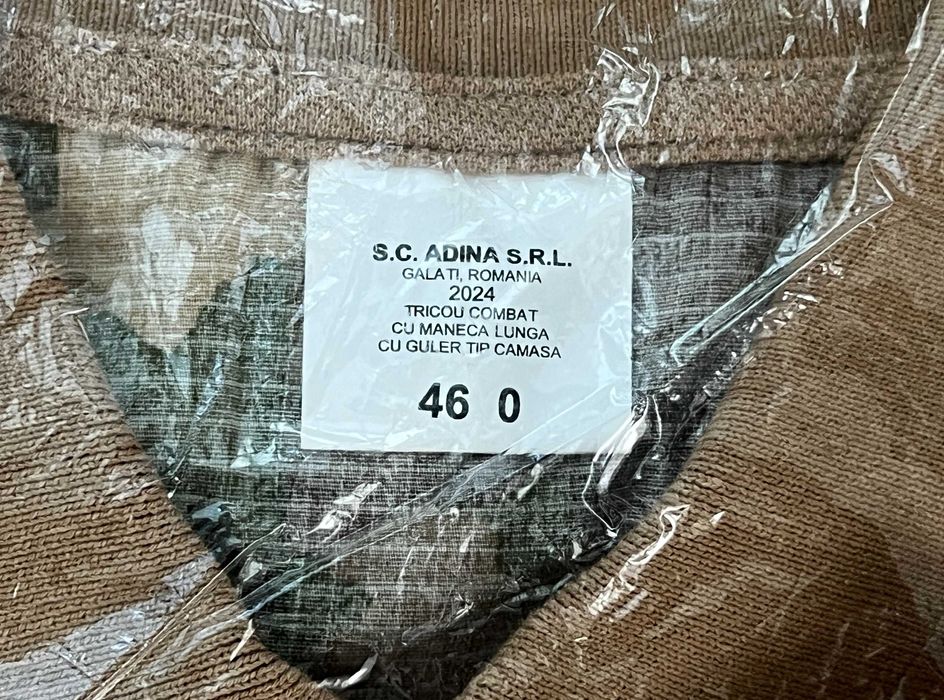 S.C. ADINA S.R.L.
GALATI, ROMANIA
2024
TRICOU COMBAT
CU MANECA LUNGA
CU GULER TIP CAMASA
46 0